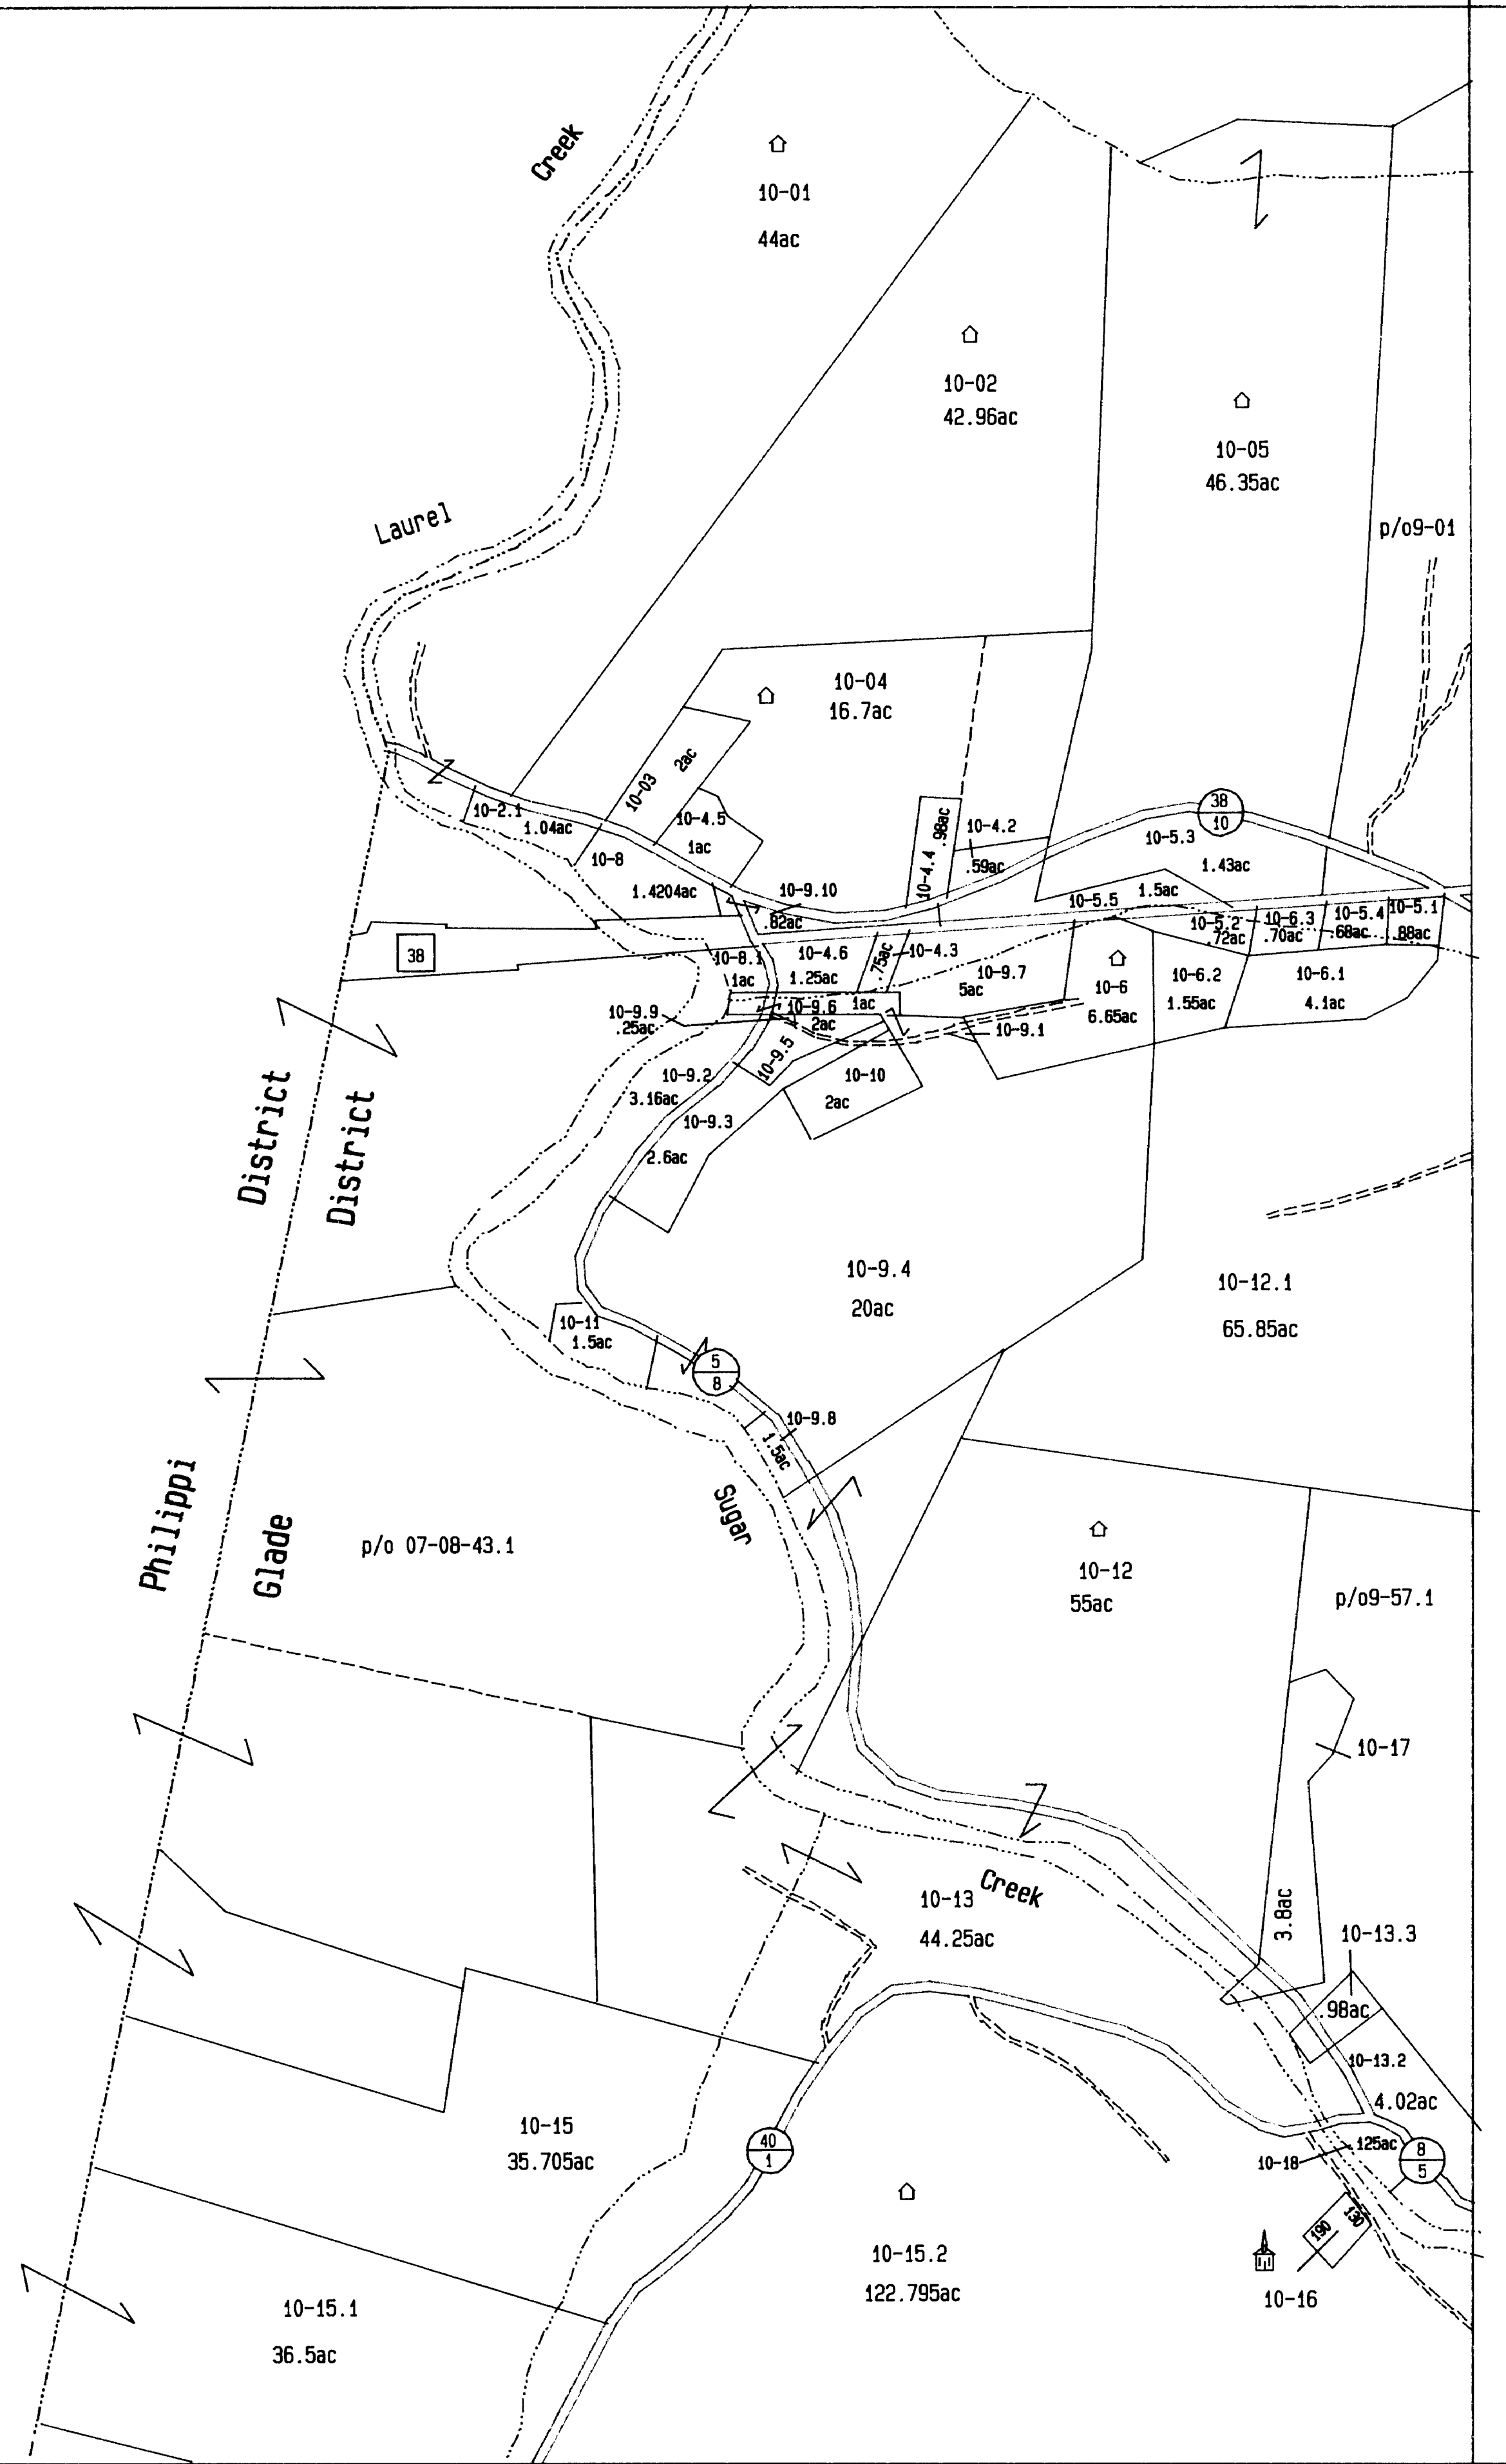 Creek
10-01
44ac
10-02
42.96ac
10-05
46.35ac
Laurel
p/o9-01
10-04
16.7ac
10-03
2ac
10-2.1
1.04ac
10-4.5
1ac
10-4.4
.98ac
10-4.2
.59ac
38
10
10-5.3
1.43ac
10-8
1.4204ac
10-9.10
.82ac
10-5.5
1.5ac
10-5.2
.72ac
10-6.3
.70ac
10-5.4
.68ac
10-5.1
.88ac
38
10-8.1
1ac
10-4.6
1.25ac
.75ac
10-4.3
10-9.7
5ac
10-6
6.65ac
10-6.2
1.55ac
10-6.1
4.1ac
10-9.9
.25ac
10-9.6
1ac
2ac
10-9.5
10-9.1
10-9.2
3.16ac
10-10
2ac
10-9.3
2.6ac
District
District
10-9.4
20ac
10-12.1
65.85ac
10-11
1.5ac
5
8
10-9.8
1.5ac
Sugar
Philippi
Glade
p/o 07-08-43.1
10-12
55ac
p/o9-57.1
10-17
3.8ac
10-13
44.25ac
Creek
10-13.3
.98ac
10-13.2
4.02ac
10-15
35.705ac
40
1
10-18
.125ac
8
5
190
130
10-15.2
122.795ac
10-16
10-15.1
36.5ac